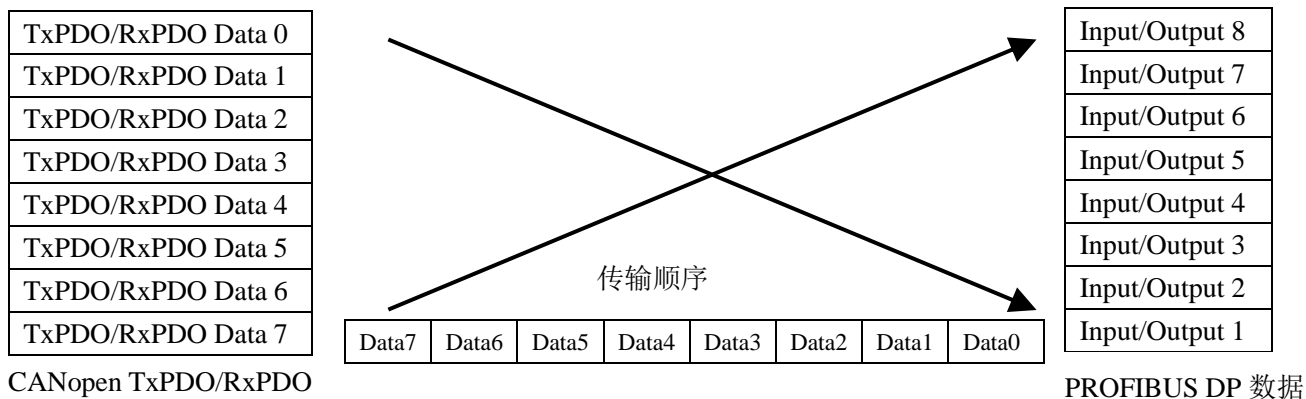 TxPDO/RxPDO Data 0
TxPDO/RxPDO Data 1
TxPDO/RxPDO Data 2
TxPDO/RxPDO Data 3
TxPDO/RxPDO Data 4
TxPDO/RxPDO Data 5
TxPDO/RxPDO Data 6
TxPDO/RxPDO Data 7
CANopen TxPDO/RxPDO
传输顺序
Data7 Data6 Data5 Data4 Data3 Data2 Data1 Data0
Input/Output 8
Input/Output 7
Input/Output 6
Input/Output 5
Input/Output 4
Input/Output 3
Input/Output 2
Input/Output 1
PROFIBUS DP 数据